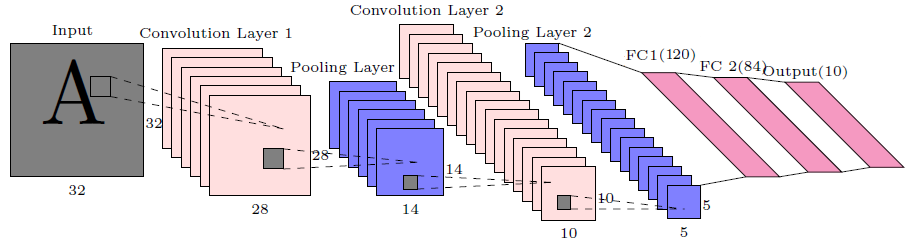 Input
A
32
32
Convolution Layer 1
28
28
Pooling Layer
14
14
Convolution Layer 2
10
10
Pooling Layer 2
5
5
FC1(120)
FC 2(84)
Output(10)